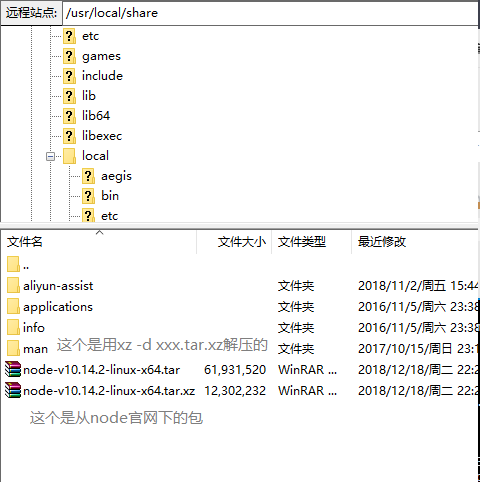 远程站点: /usr/local/share
etc
games
include
lib
lib64
libexec
local
aegis
bin
etc
文件名 文件大小 文件类型 最近修改
..
aliyun-assist 文件夹 2018/11/2/周五 15:44
applications 文件夹 2016/11/5/周六 23:38
info 文件夹 2016/11/5/周六 23:38
man 这个是用xz -d xxx.tar.xz解压的 文件夹 2017/10/15/周日 23:1
node-v10.14.2-linux-x64.tar 61,931,520 WinRAR ... 2018/12/18/周二 22:2
node-v10.14.2-linux-x64.tar.xz 12,302,232 WinRAR ... 2018/12/18/周二 22:2
这个是从node官网下的包